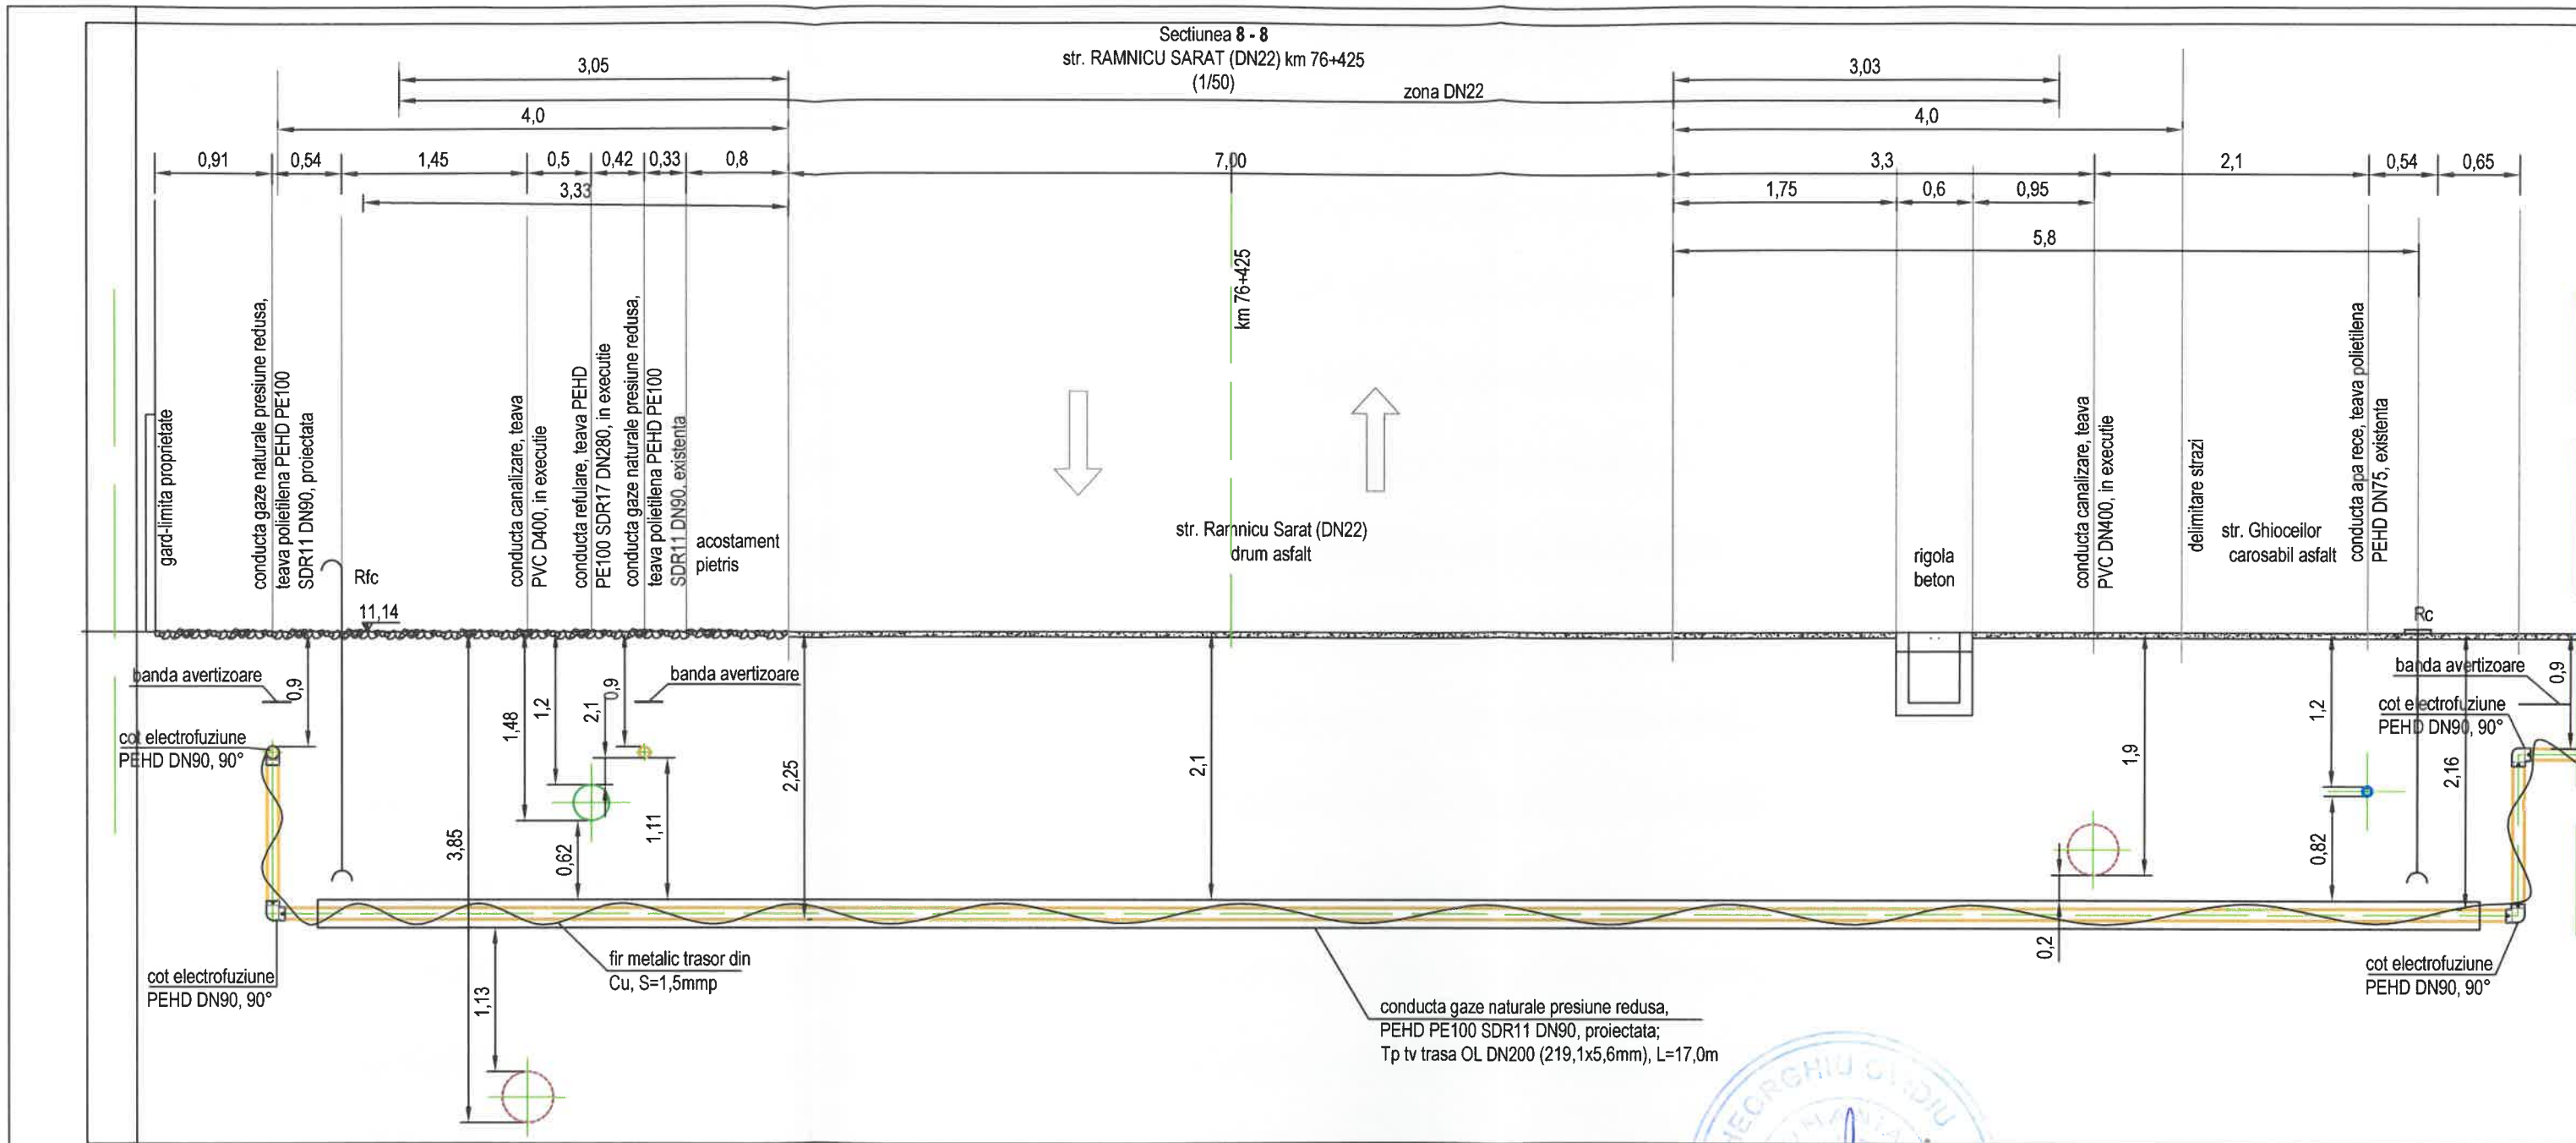 Sectiunea 8 - 8
str. RAMNICU SARAT (DN22) km 76+425
(1/50)
3,05
3,03
zona DN22
4,0
4,0
0,91
0,54
1,45
0,5
0,42
0,33
0,8
7,00
3,3
2,1
0,54
0,65
3,33
1,75
0,6
0,95
5,8
km 76+425
gard-limita proprietate
conducta gaze naturale presiune redusa,
teava polietilena PEHD PE100
SDR11 DN90, proiectata
Rfc
11,14
conducta canalizare, teava
PVC D400, in executie
conducta refulare, teava PEHD
PE100 SDR17 DN280, in executie
conducta gaze naturale presiune redusa,
teava polietilena PEHD PE100
SDR11 DN90, existenta
acostament
pietris
str. Ramnicu Sarat (DN22)
drum asfalt
rigola
beton
conducta canalizare, teava
PVC DN400, in executie
delimitare strazi
str. Ghioceilor
carosabil asfalt
conducta apa rece, teava polietilena
PEHD DN75, existenta
Rc
banda avertizoare
0,9
banda avertizoare
0,9
banda avertizoare
0,9
cot electrofuziune
PEHD DN90, 90°
cot electrofuziune
PEHD DN90, 90°
1,48
1,2
2,1
2,25
2,1
1,9
1,2
2,16
3,85
0,62
1,11
0,82
0,2
1,13
fir metalic trasor din
Cu, S=1,5mmp
cot electrofuziune
PEHD DN90, 90°
cot electrofuziune
PEHD DN90, 90°
conducta gaze naturale presiune redusa,
PEHD PE100 SDR11 DN90, proiectata;
Tp tv trasa OL DN200 (219,1x5,6mm), L=17,0m
GHEORGHIU OVIDIU